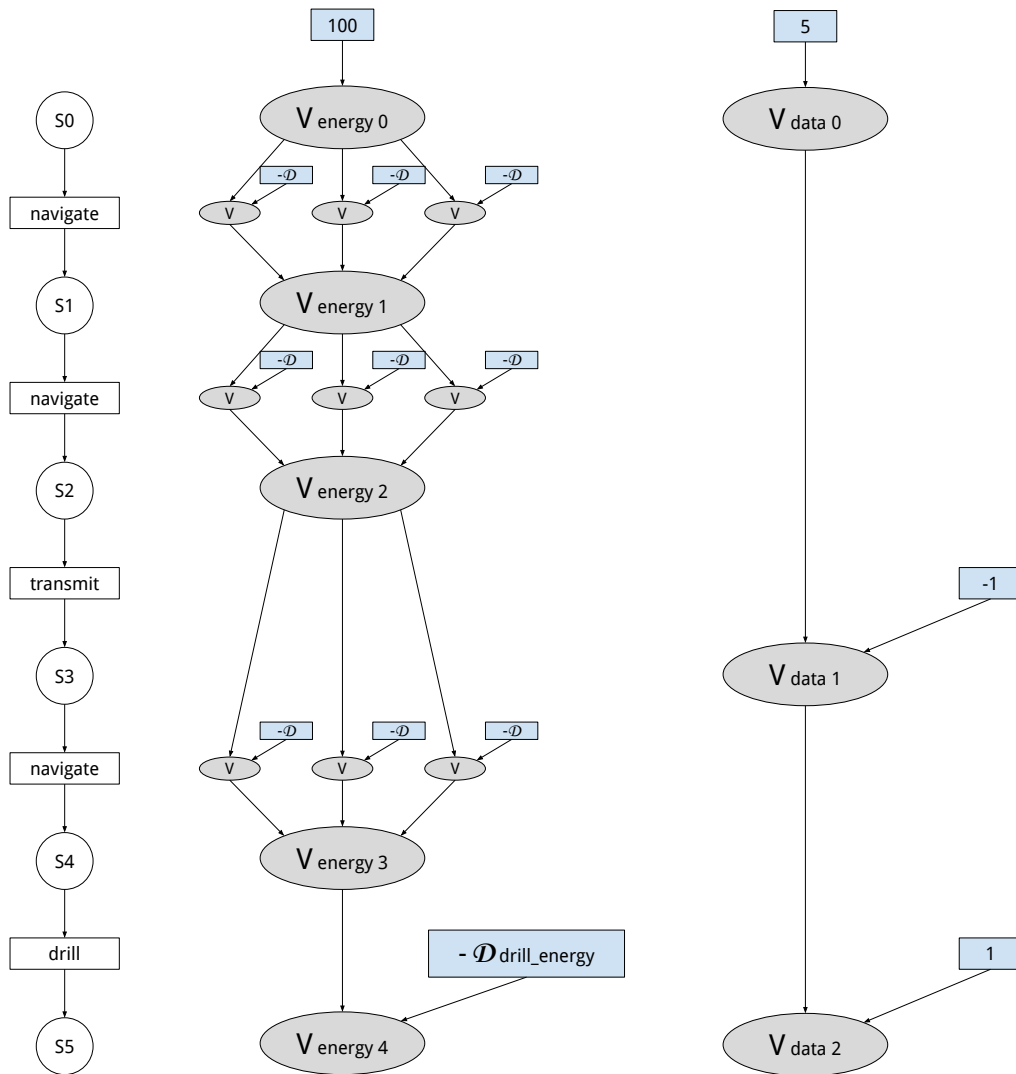 100
5
S0
V energy 0
V data 0
-𝒟
-𝒟
-𝒟
navigate
V
V
V
S1
V energy 1
-𝒟
-𝒟
-𝒟
navigate
V
V
V
S2
V energy 2
transmit
-1
S3
V data 1
-𝒟
-𝒟
-𝒟
navigate
V
V
V
S4
V energy 3
drill
- 𝒟 drill_energy
1
S5
V energy 4
V data 2